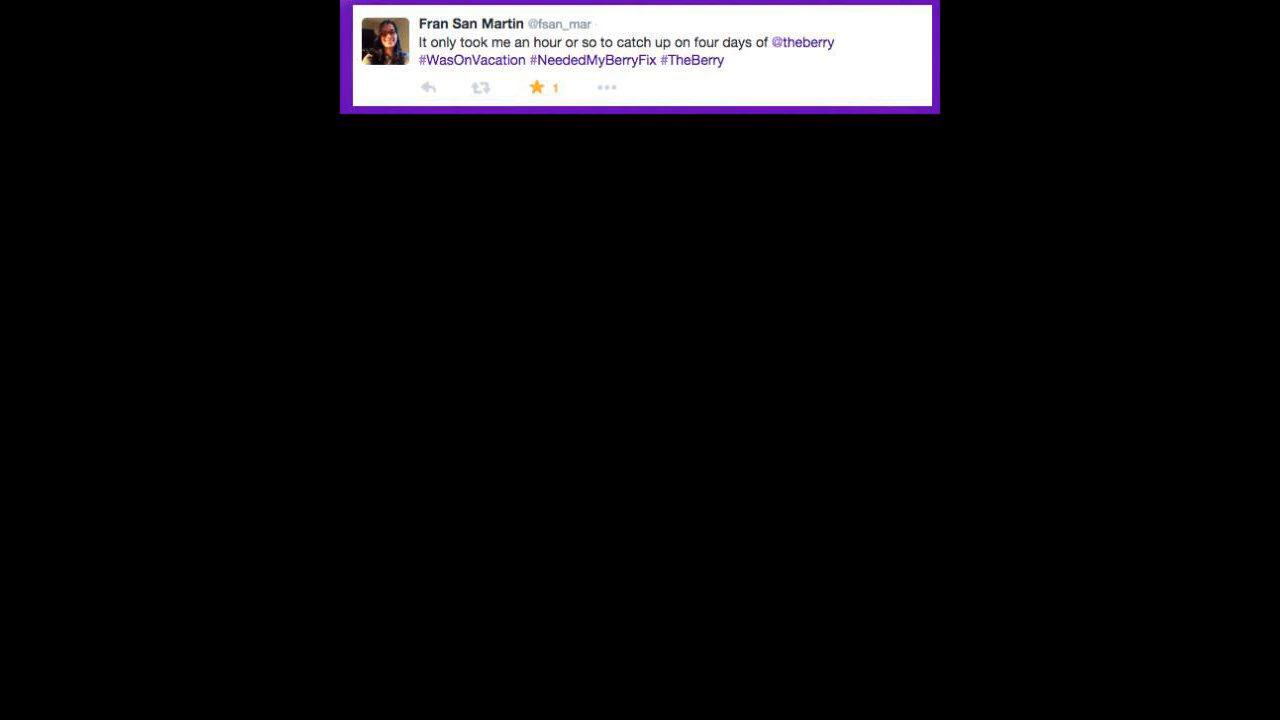 Fran San Martin @fsan_mar
It only took me an hour or so to catch up on four days of @theberry
#WasOnVacation #NeededMyBerryFix #TheBerry
1